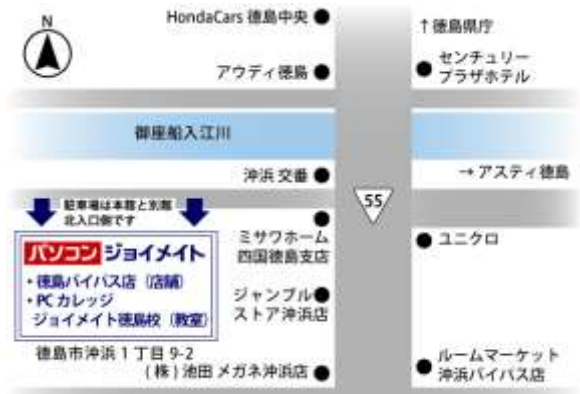 N
HondaCars 徳島中央
↑徳島県庁
アウディ徳島
センチュリー
プラザホテル
御座船入江川
沖浜交番
→アスティ徳島
55
駐車場は本館と別館
北入口側です
ミサワホーム
四国徳島支店
ユニクロ
パソコン ジョイメイト
・徳島バイパス店（店舗）
・PCカレッジ
ジョイメイト徳島校（教室）
ジャンブル
ストア沖浜店
徳島市沖浜1丁目9-2
(株)池田 メガネ沖浜店
ルームマーケット
沖浜バイパス店